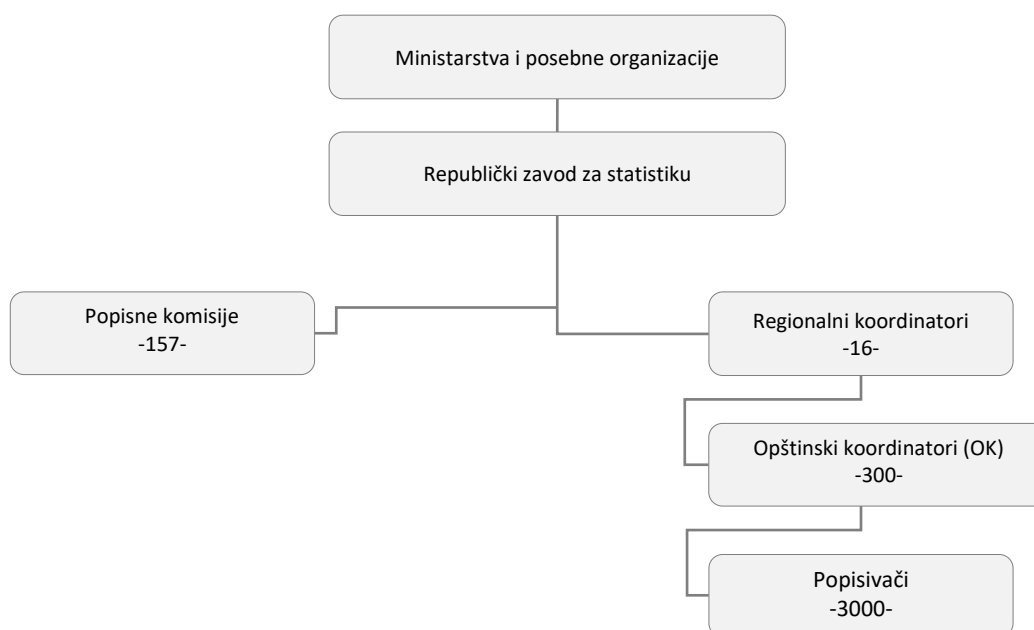 Ministarstva i posebne organizacije
Republički zavod za statistiku
Popisne komisije
-157-
Regionalni koordinatori
-16-
Opštinski koordinatori (OK)
-300-
Popisivači
-3000-